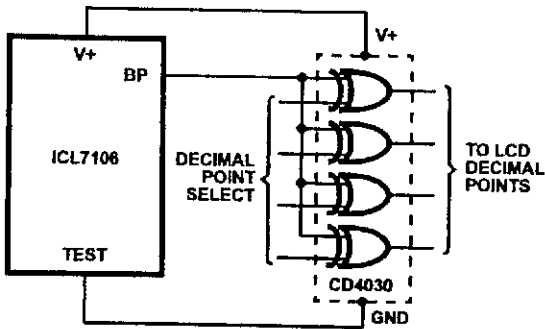 V+
V+
BP
ICL7106
DECIMAL
POINT
SELECT
TO LCD
DECIMAL
POINTS
TEST
CD4030
GND